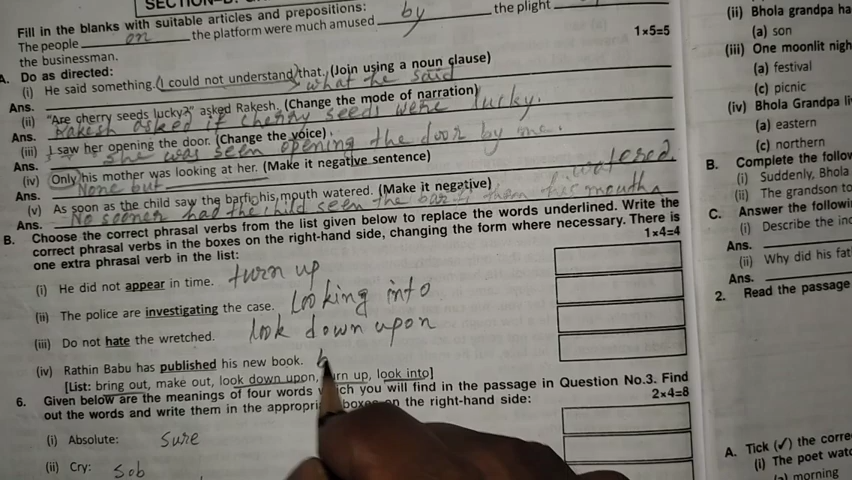 Fill in the blanks with suitable articles and prepositions:
The people on the platform were much amused by the plight
the businessman. 1×5=5
A. Do as directed:
(i) He said something. I could not understand that. (Join using a noun clause)
Ans. what he said
(ii) "Are cherry seeds lucky?" asked Rakesh. (Change the mode of narration)
Ans. Rakesh asked if cherry seeds were lucky.
(iii) I saw her opening the door. (Change the voice)
Ans. She was seen opening the door by me.
(iv) Only his mother was looking at her. (Make it negative sentence)
Ans. None but
(v) As soon as the child saw the barfi his mouth watered. (Make it negative)
Ans. No sooner had the child seen the barfi than his mouth watered
B. Choose the correct phrasal verbs from the list given below to replace the words underlined. Write the
correct phrasal verbs in the boxes on the right-hand side, changing the form where necessary. There is
one extra phrasal verb in the list: 1×4=4
(i) He did not appear in time. turn up
(ii) The police are investigating the case. looking into
(iii) Do not hate the wretched. look down upon
(iv) Rathin Babu has published his new book. b
[List: bring out, make out, look down upon, turn up, look into]
6. Given below are the meanings of four words which you will find in the passage in Question No.3. Find
out the words and write them in the appropriate boxes on the right-hand side: 2×4=8
(i) Absolute: sure
(ii) Cry: sob
(ii) Bhola grandpa ha
(a) son
(iii) One moonlit nigh
(a) festival
(c) picnic
(iv) Bhola Grandpa li
(a) eastern
(c) northern
B. Complete the follow
(i) Suddenly, Bhola
(ii) The grandson to
C. Answer the followi
(i) Describe the inc
Ans.
(ii) Why did his fat
Ans.
2. Read the passage
A. Tick (✓) the corre
(i) The poet wat
(a) morning